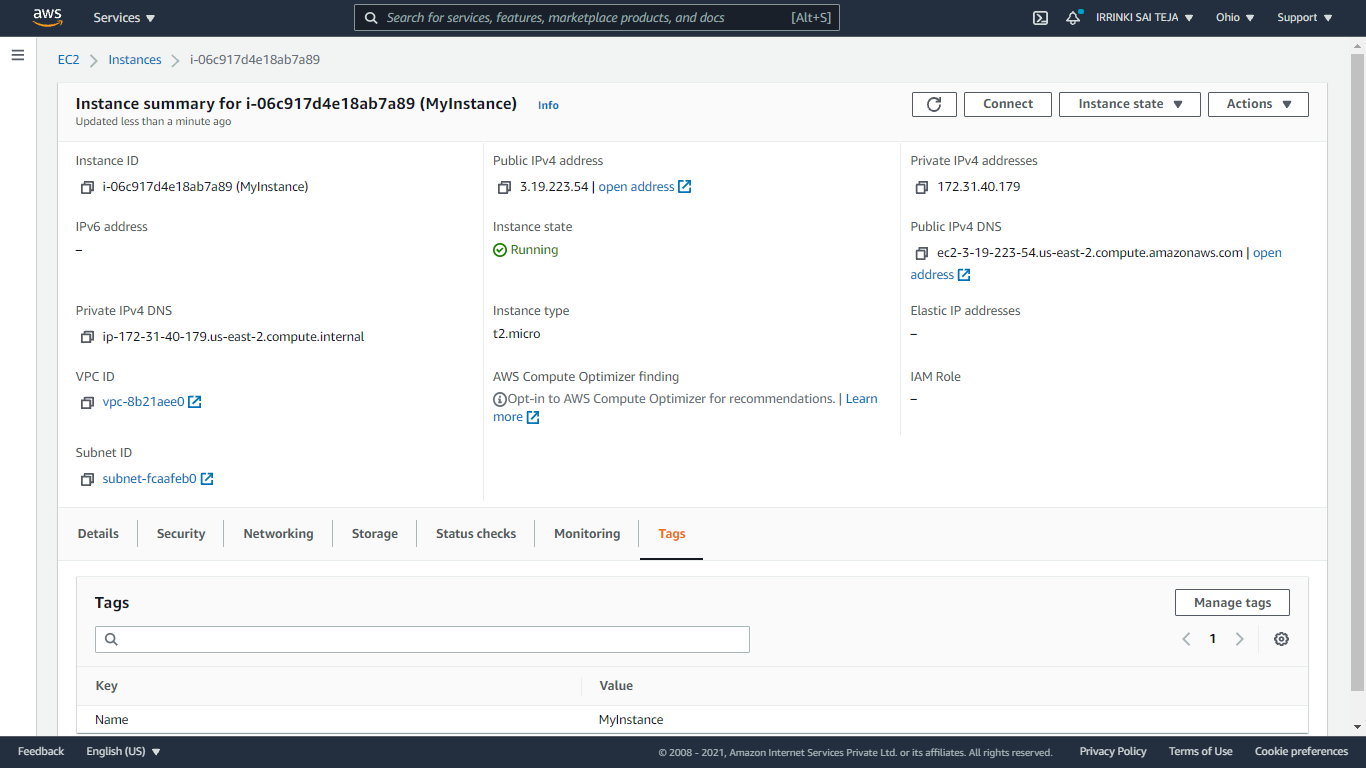 aws Services Search for services, features, marketplace products, and docs [Alt+S] IRRINKI SAI TEJA Ohio Support
EC2 Instances i-06c917d4e18ab7a89
Instance summary for i-06c917d4e18ab7a89 (MyInstance) Info Connect Instance state Actions
Updated less than a minute ago
Instance ID Public IPv4 address Private IPv4 addresses
i-06c917d4e18ab7a89 (MyInstance) 3.19.223.54 | open address 172.31.40.179
IPv6 address Instance state Public IPv4 DNS
– Running ec2-3-19-223-54.us-east-2.compute.amazonaws.com | open
address
Private IPv4 DNS Instance type Elastic IP addresses
ip-172-31-40-179.us-east-2.compute.internal t2.micro –
VPC ID AWS Compute Optimizer finding IAM Role
vpc-8b21aee0 Opt-in to AWS Compute Optimizer for recommendations. | Learn –
more
Subnet ID
subnet-fcaafeb0
Details Security Networking Storage Status checks Monitoring Tags
Tags Manage tags
1
Key Value
Name MyInstance
Feedback English (US) © 2008 - 2021, Amazon Internet Services Private Ltd. or its affiliates. All rights reserved. Privacy Policy Terms of Use Cookie preferences